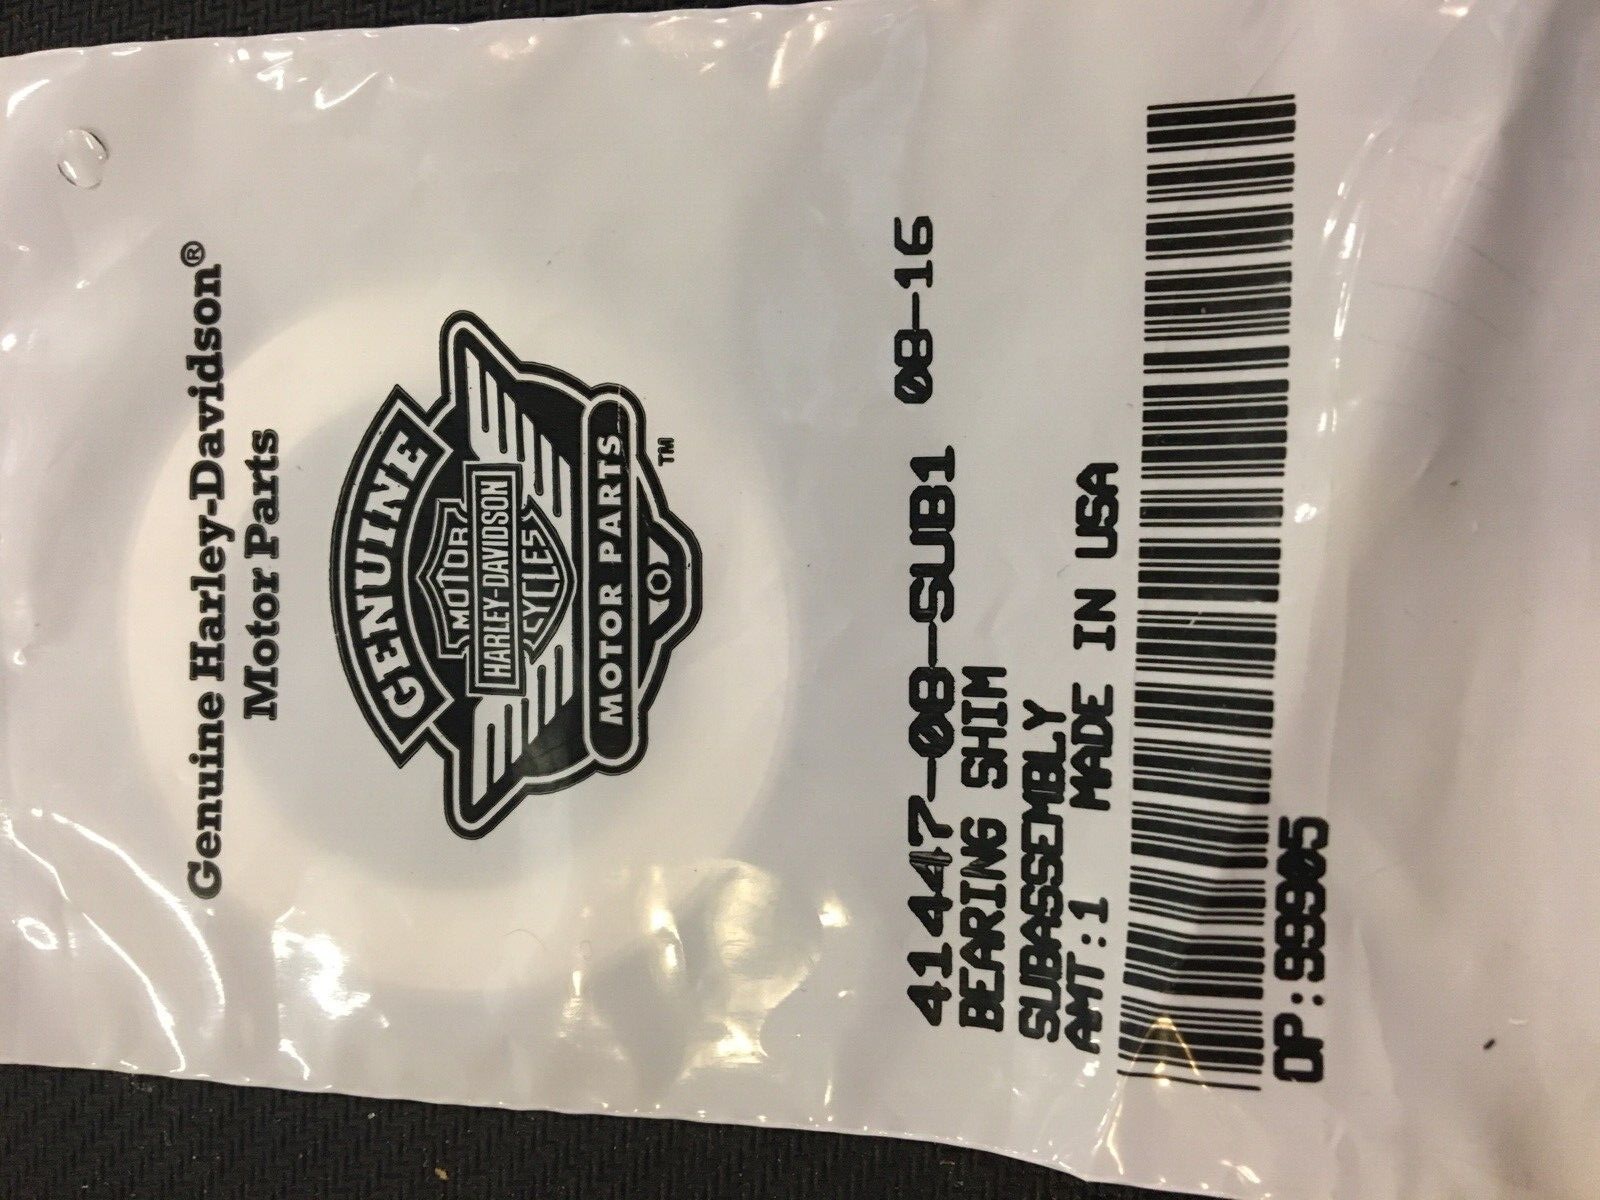 Genuine Harley-Davidson®
Motor Parts
GENUINE
MOTOR
HARLEY-DAVIDSON
CYCLES
MOTOR PARTS
TM
41447-08-SUB1 08-16
BEARING SHIM
SUBASSEMBLY
AMT:1 MADE IN USA
OP:99905